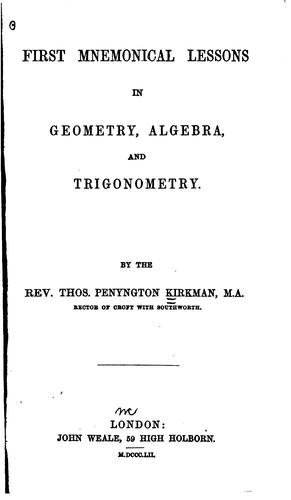 FIRST MNEMONICAL LESSONS
IN
GEOMETRY, ALGEBRA,
AND
TRIGONOMETRY.
BY THE
REV. THOS. PENYNGTON KIRKMAN, M.A.
RECTOR OF CROFT WITH SOUTHWORTH.
LONDON:
JOHN WEALE, 59 HIGH HOLBORN.
M.DCCC.LII.